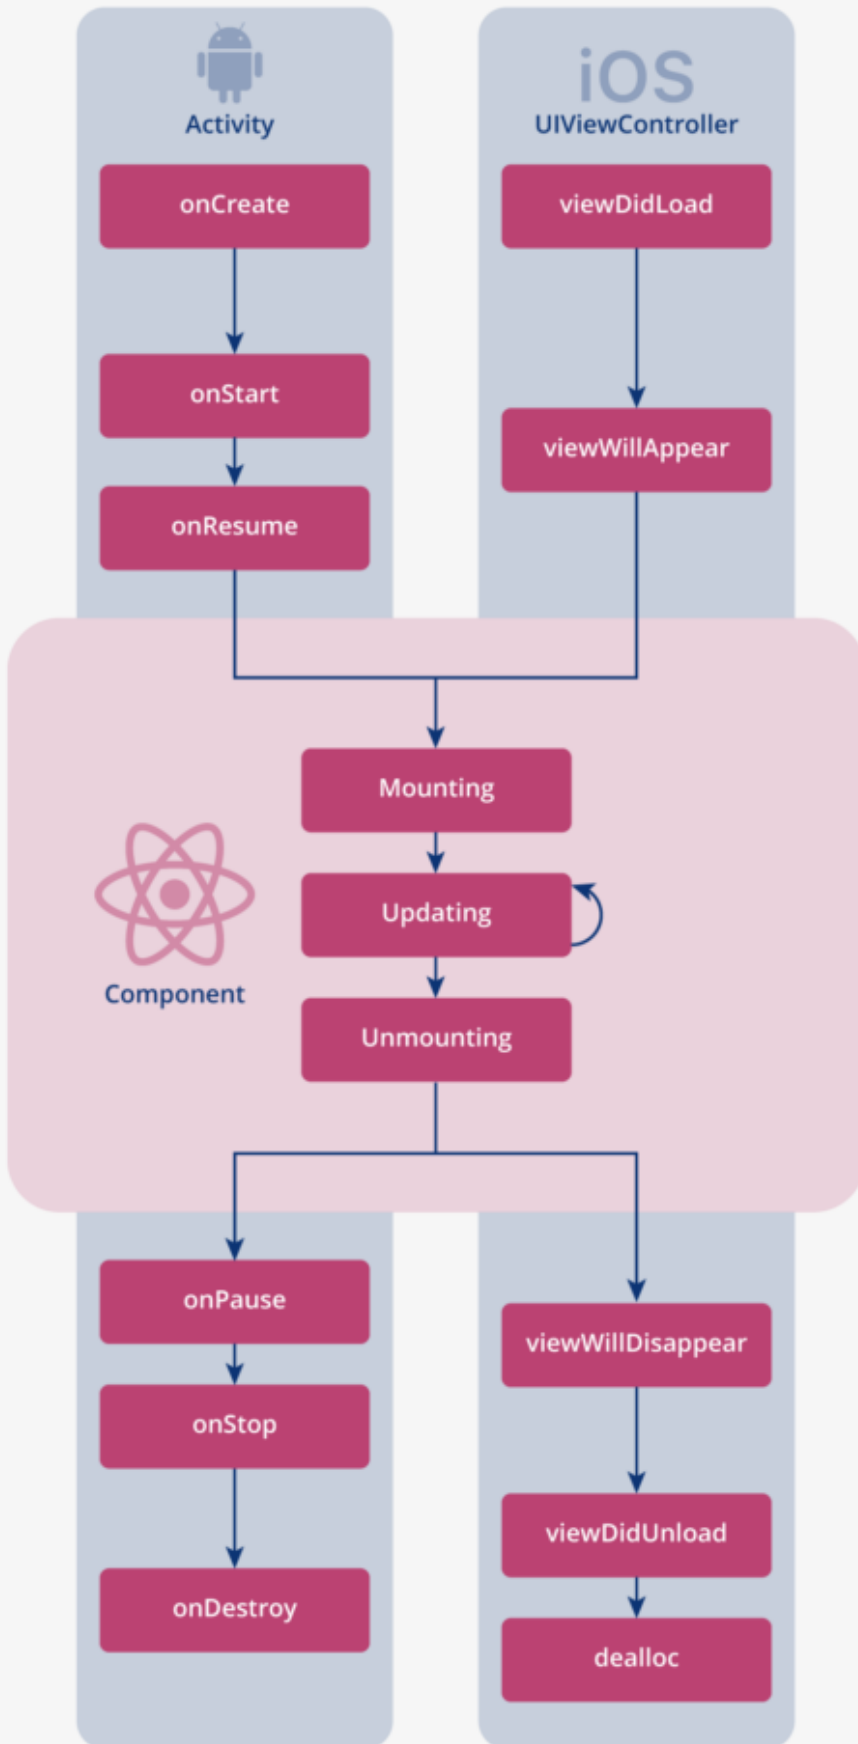 iOS
Activity
UIViewController
onCreate
viewDidLoad
onStart
viewWillAppear
onResume
Mounting
Updating
Component
Unmounting
onPause
viewWillDisappear
onStop
viewDidUnload
onDestroy
dealloc